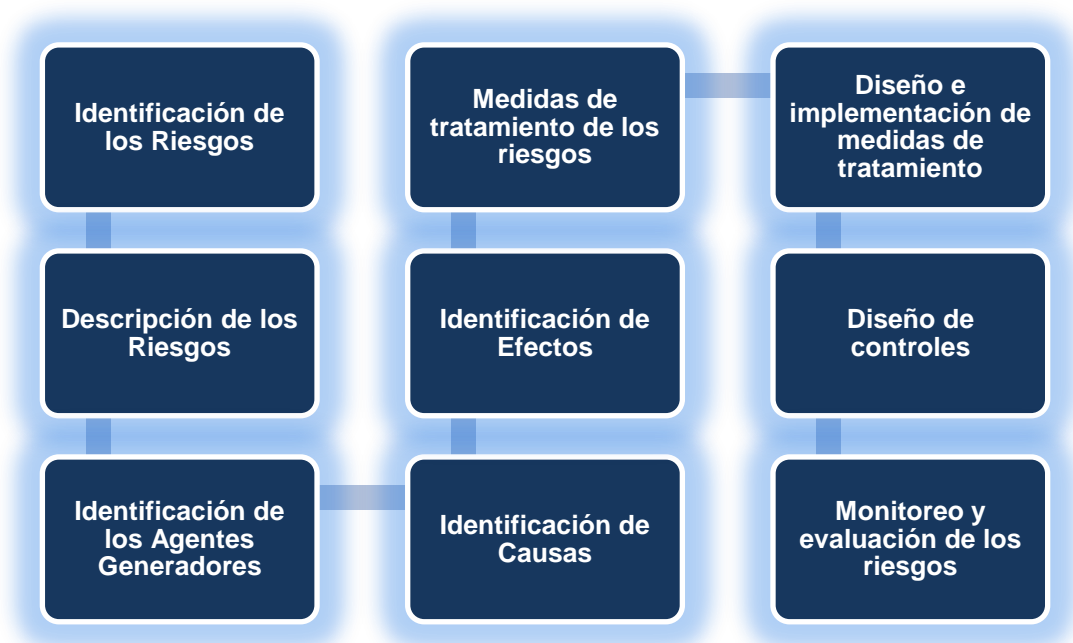 Identificación de
los Riesgos
Descripción de los
Riesgos
Identificación de
los Agentes
Generadores
Identificación de
Causas
Identificación de
Efectos
Medidas de
tratamiento de los
riesgos
Diseño e
implementación de
medidas de
tratamiento
Diseño de
controles
Monitoreo y
evaluación de los
riesgos